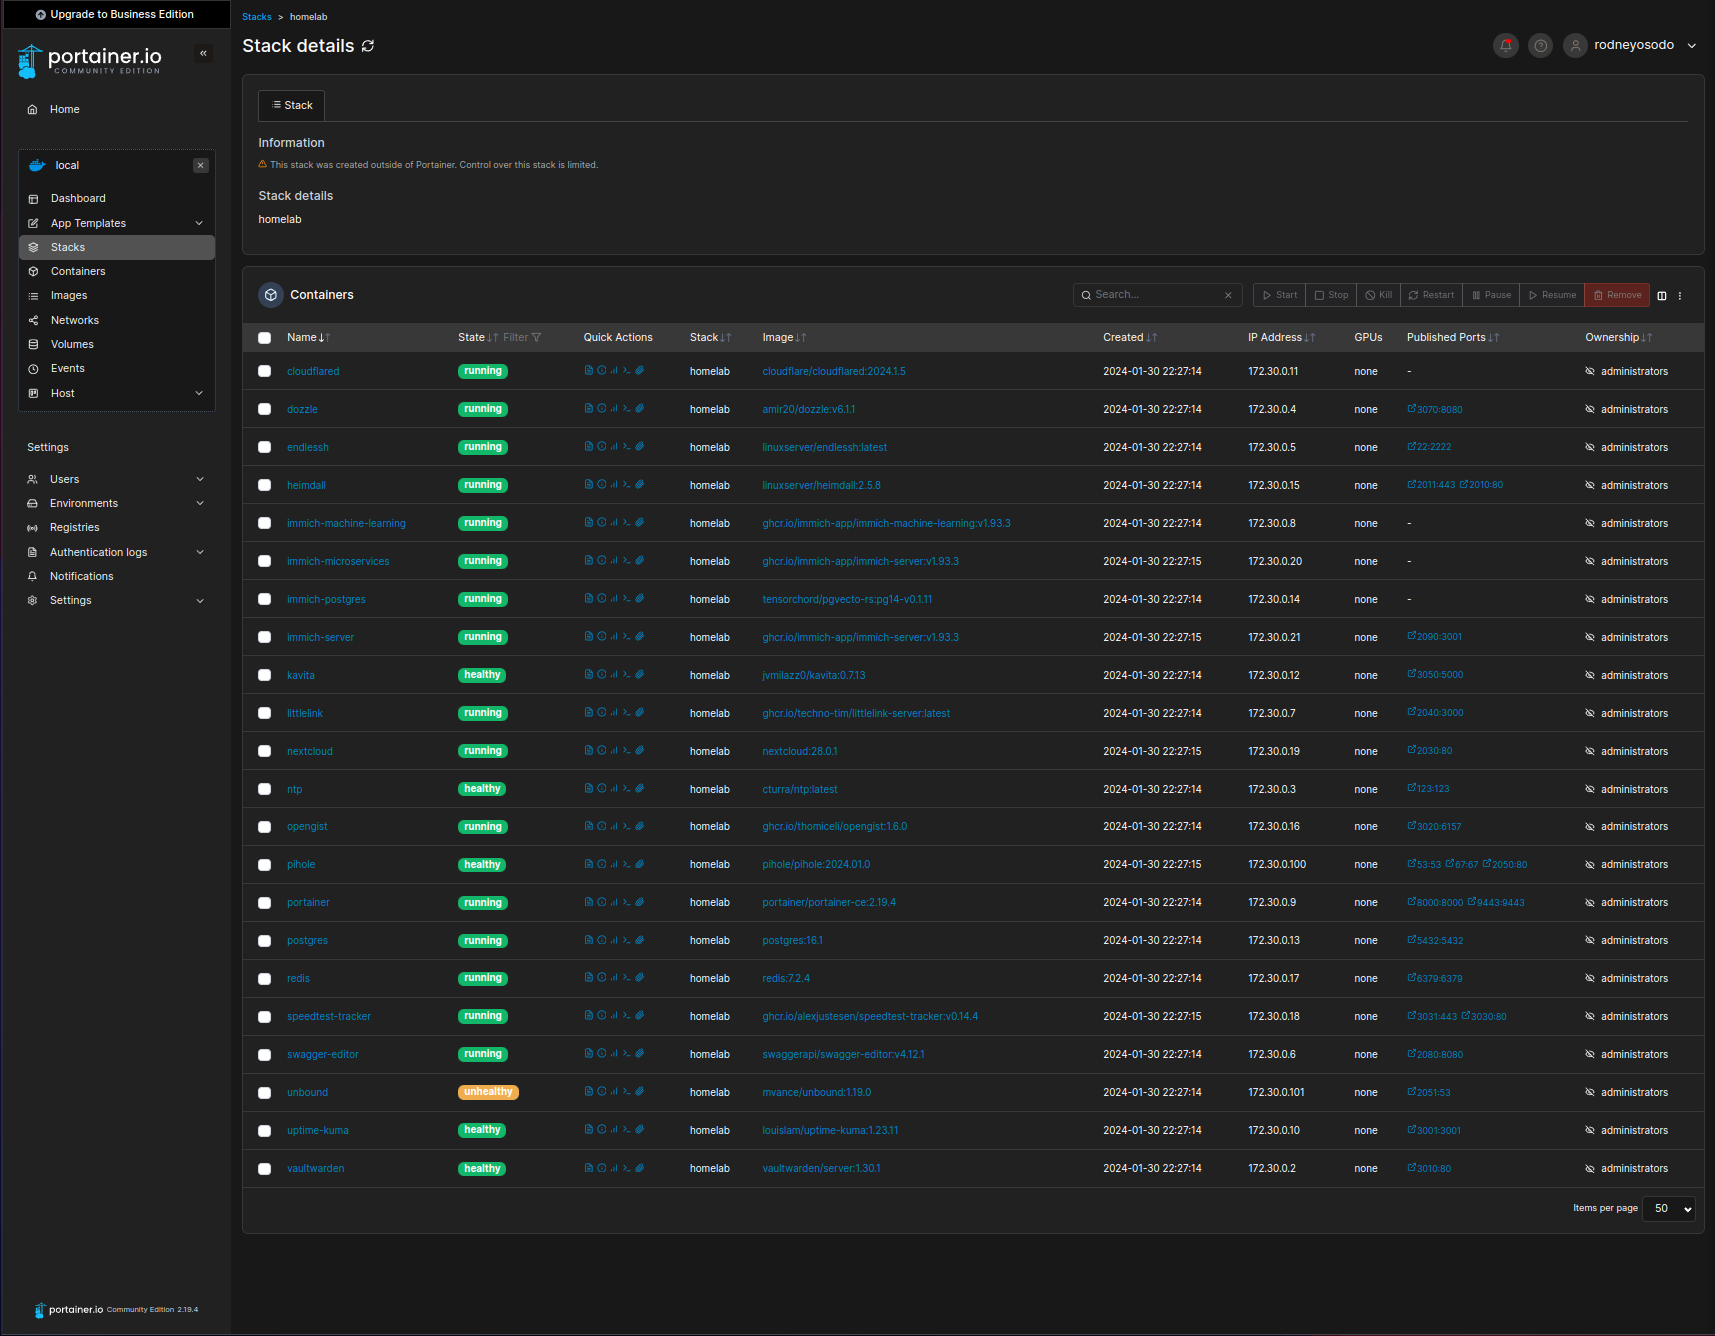 Upgrade to Business Edition
portainer.io
COMMUNITY EDITION
Home
local
Dashboard
App Templates
Stacks
Containers
Images
Networks
Volumes
Events
Host
Settings
Users
Environments
Registries
Authentication logs
Notifications
Settings
portainer.io Community Edition 2.19.4
Stacks > homelab
Stack details
rodneyosodo
Stack
Information
This stack was created outside of Portainer. Control over this stack is limited.
Stack details
homelab
Containers
Search...
Start Stop Kill Restart Pause Resume Remove
Name State Filter Quick Actions Stack Image Created IP Address GPUs Published Ports Ownership
cloudflared running homelab cloudflare/cloudflared:2024.1.5 2024-01-30 22:27:14 172.30.0.11 none - administrators
dozzle running homelab amir20/dozzle:v6.1.1 2024-01-30 22:27:14 172.30.0.4 none 3070:8080 administrators
endlessh running homelab linuxserver/endlessh:latest 2024-01-30 22:27:14 172.30.0.5 none 22:2222 administrators
heimdall running homelab linuxserver/heimdall:2.5.8 2024-01-30 22:27:14 172.30.0.15 none 2011:443 2010:80 administrators
immich-machine-learning running homelab ghcr.io/immich-app/immich-machine-learning:v1.93.3 2024-01-30 22:27:14 172.30.0.8 none - administrators
immich-microservices running homelab ghcr.io/immich-app/immich-server:v1.93.3 2024-01-30 22:27:15 172.30.0.20 none - administrators
immich-postgres running homelab tensorchord/pgvecto-rs:pg14-v0.1.11 2024-01-30 22:27:14 172.30.0.14 none - administrators
immich-server running homelab ghcr.io/immich-app/immich-server:v1.93.3 2024-01-30 22:27:15 172.30.0.21 none 2090:3001 administrators
kavita healthy homelab jvmilazz0/kavita:0.7.13 2024-01-30 22:27:14 172.30.0.12 none 3050:5000 administrators
littlelink running homelab ghcr.io/techno-tim/littlelink-server:latest 2024-01-30 22:27:14 172.30.0.7 none 2040:3000 administrators
nextcloud running homelab nextcloud:28.0.1 2024-01-30 22:27:15 172.30.0.19 none 2030:80 administrators
ntp healthy homelab cturra/ntp:latest 2024-01-30 22:27:14 172.30.0.3 none 123:123 administrators
opengist running homelab ghcr.io/thomiceli/opengist:1.6.0 2024-01-30 22:27:14 172.30.0.16 none 3020:6157 administrators
pihole healthy homelab pihole/pihole:2024.01.0 2024-01-30 22:27:15 172.30.0.100 none 53:53 67:67 2050:80 administrators
portainer running homelab portainer/portainer-ce:2.19.4 2024-01-30 22:27:14 172.30.0.9 none 8000:8000 9443:9443 administrators
postgres running homelab postgres:16.1 2024-01-30 22:27:14 172.30.0.13 none 5432:5432 administrators
redis running homelab redis:7.2.4 2024-01-30 22:27:14 172.30.0.17 none 6379:6379 administrators
speedtest-tracker running homelab ghcr.io/alexjustesen/speedtest-tracker:v0.14.4 2024-01-30 22:27:15 172.30.0.18 none 3031:443 3030:80 administrators
swagger-editor running homelab swaggerapi/swagger-editor:v4.12.1 2024-01-30 22:27:14 172.30.0.6 none 2080:8080 administrators
unbound unhealthy homelab mvance/unbound:1.19.0 2024-01-30 22:27:14 172.30.0.101 none 2051:53 administrators
uptime-kuma healthy homelab louislam/uptime-kuma:1.23.11 2024-01-30 22:27:14 172.30.0.10 none 3001:3001 administrators
vaultwarden healthy homelab vaultwarden/server:1.30.1 2024-01-30 22:27:14 172.30.0.2 none 3010:80 administrators
Items per page 50